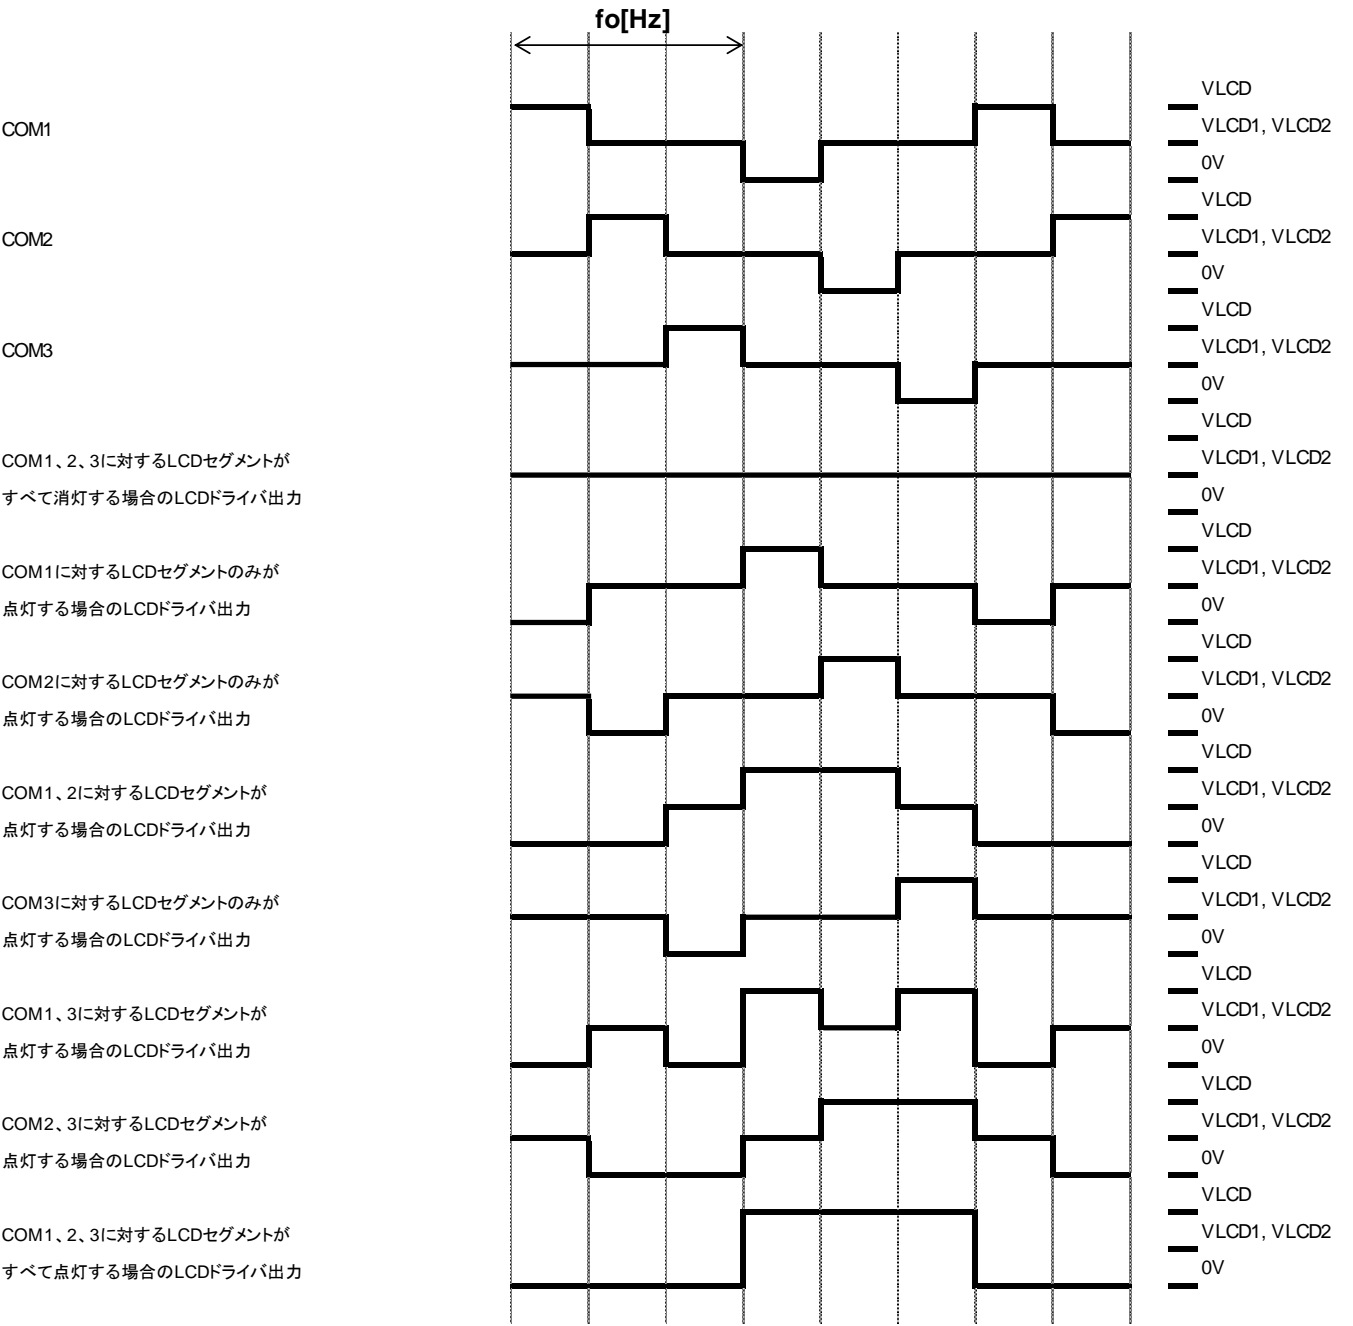 fo[Hz]
VLCD
COM1
VLCD1, VLCD2
0V
VLCD
COM2
VLCD1, VLCD2
0V
VLCD
COM3
VLCD1, VLCD2
0V
VLCD
COM1、2、3に対するLCDセグメントが
VLCD1, VLCD2
すべて消灯する場合のLCDドライバ出力
0V
VLCD
COM1に対するLCDセグメントのみが
VLCD1, VLCD2
点灯する場合のLCDドライバ出力
0V
VLCD
COM2に対するLCDセグメントのみが
VLCD1, VLCD2
点灯する場合のLCDドライバ出力
0V
VLCD
COM1、2に対するLCDセグメントが
VLCD1, VLCD2
点灯する場合のLCDドライバ出力
0V
VLCD
COM3に対するLCDセグメントのみが
VLCD1, VLCD2
点灯する場合のLCDドライバ出力
0V
VLCD
COM1、3に対するLCDセグメントが
VLCD1, VLCD2
点灯する場合のLCDドライバ出力
0V
VLCD
COM2、3に対するLCDセグメントが
VLCD1, VLCD2
点灯する場合のLCDドライバ出力
0V
VLCD
COM1、2、3に対するLCDセグメントが
VLCD1, VLCD2
すべて点灯する場合のLCDドライバ出力
0V